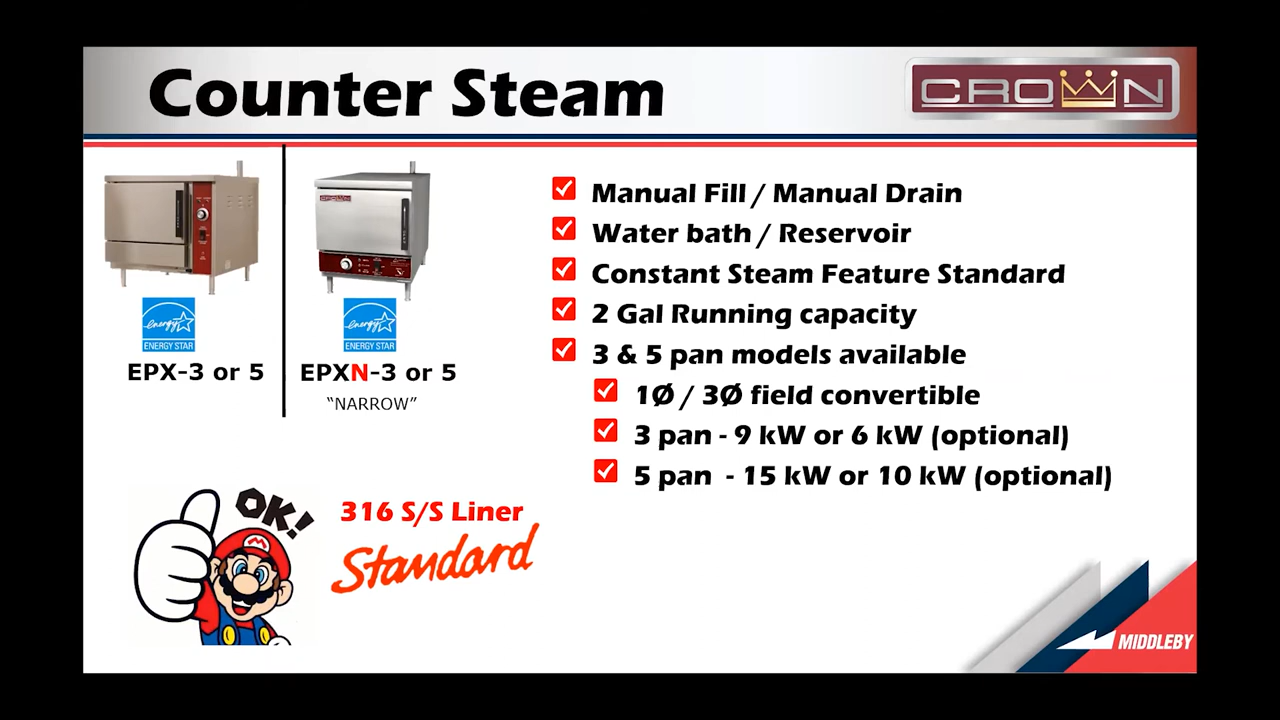 Counter Steam
CROWN
CROWN
energy
ENERGY STAR
energy
ENERGY STAR
EPX-3 or 5
EPXN-3 or 5
“NARROW”
Manual Fill / Manual Drain
Water bath / Reservoir
Constant Steam Feature Standard
2 Gal Running capacity
3 & 5 pan models available
1Ø / 3Ø field convertible
3 pan - 9 kW or 6 kW (optional)
5 pan - 15 kW or 10 kW (optional)
OK!
M
316 S/S Liner
Standard
MIDDLEBY